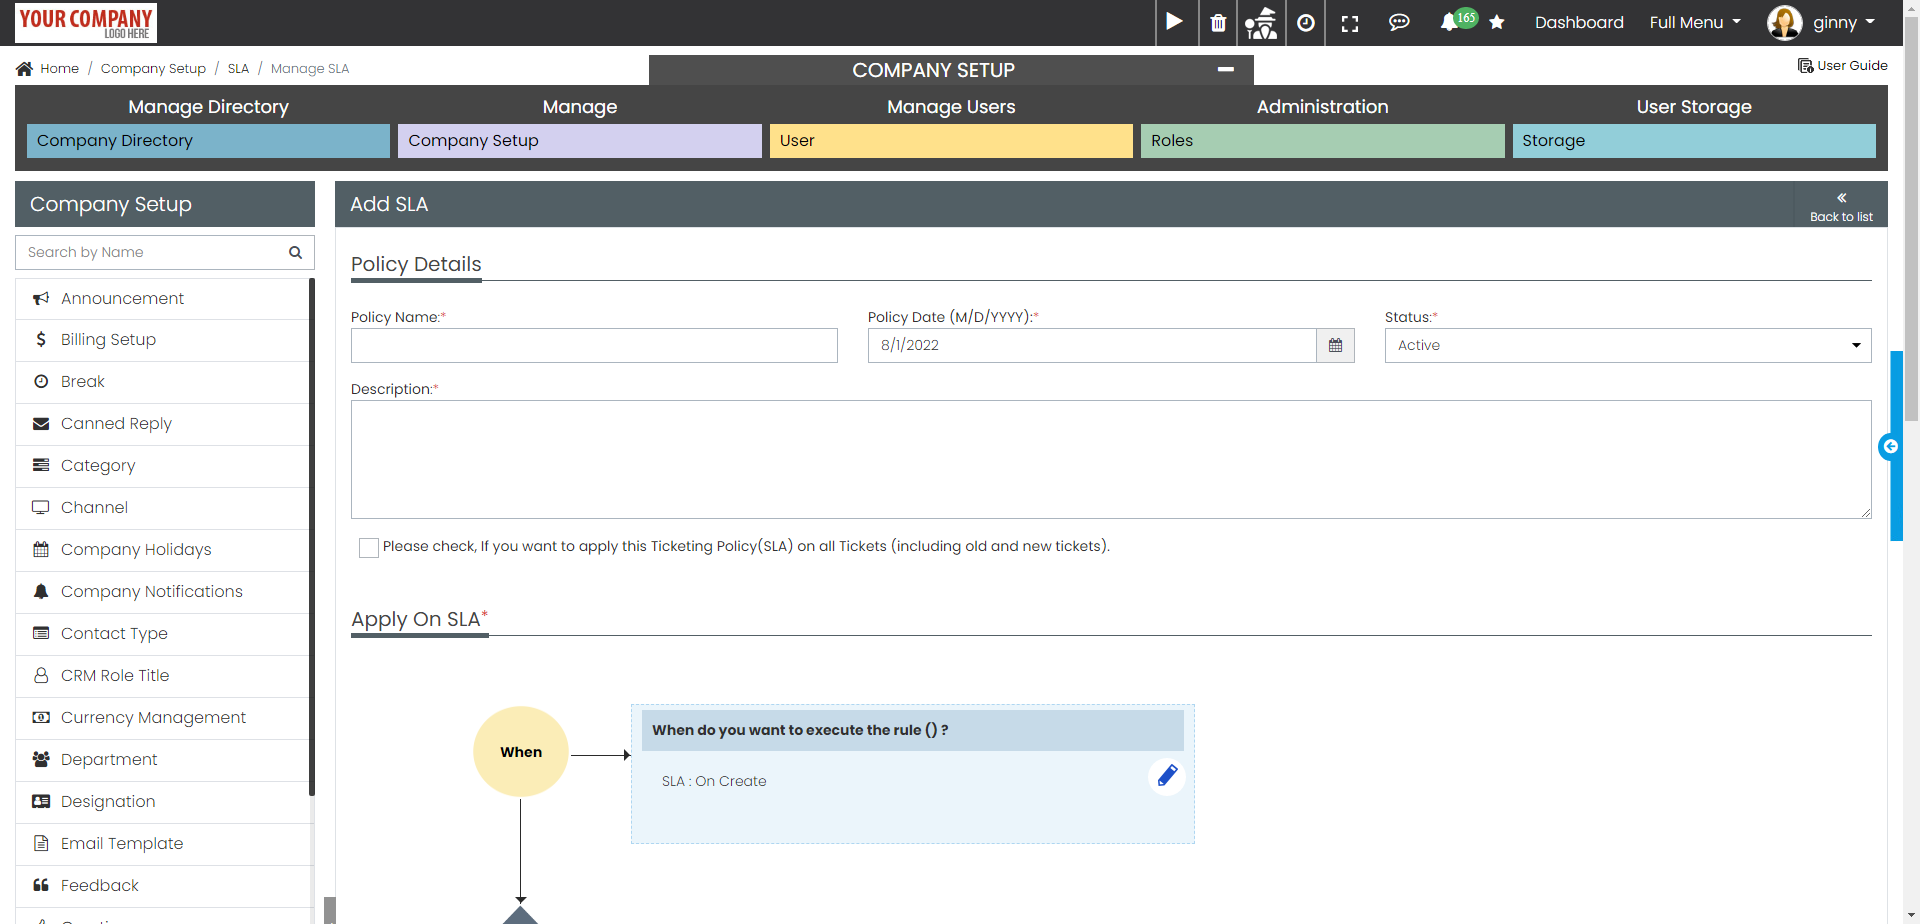 YOUR COMPANY
LOGO HERE
165
Dashboard
Full Menu
ginny
Home / Company Setup / SLA / Manage SLA
COMPANY SETUP
User Guide
Manage Directory
Manage
Manage Users
Administration
User Storage
Company Directory
Company Setup
User
Roles
Storage
Company Setup
Add SLA
Back to list
Search by Name
Announcement
Billing Setup
Break
Canned Reply
Category
Channel
Company Holidays
Company Notifications
Contact Type
CRM Role Title
Currency Management
Department
Designation
Email Template
Feedback
Policy Details
Policy Name:*
Policy Date (M/D/YYYY):*
Status:*
8/1/2022
Active
Description:*
Please check, If you want to apply this Ticketing Policy(SLA) on all Tickets (including old and new tickets).
Apply On SLA*
When
When do you want to execute the rule () ?
SLA : On Create